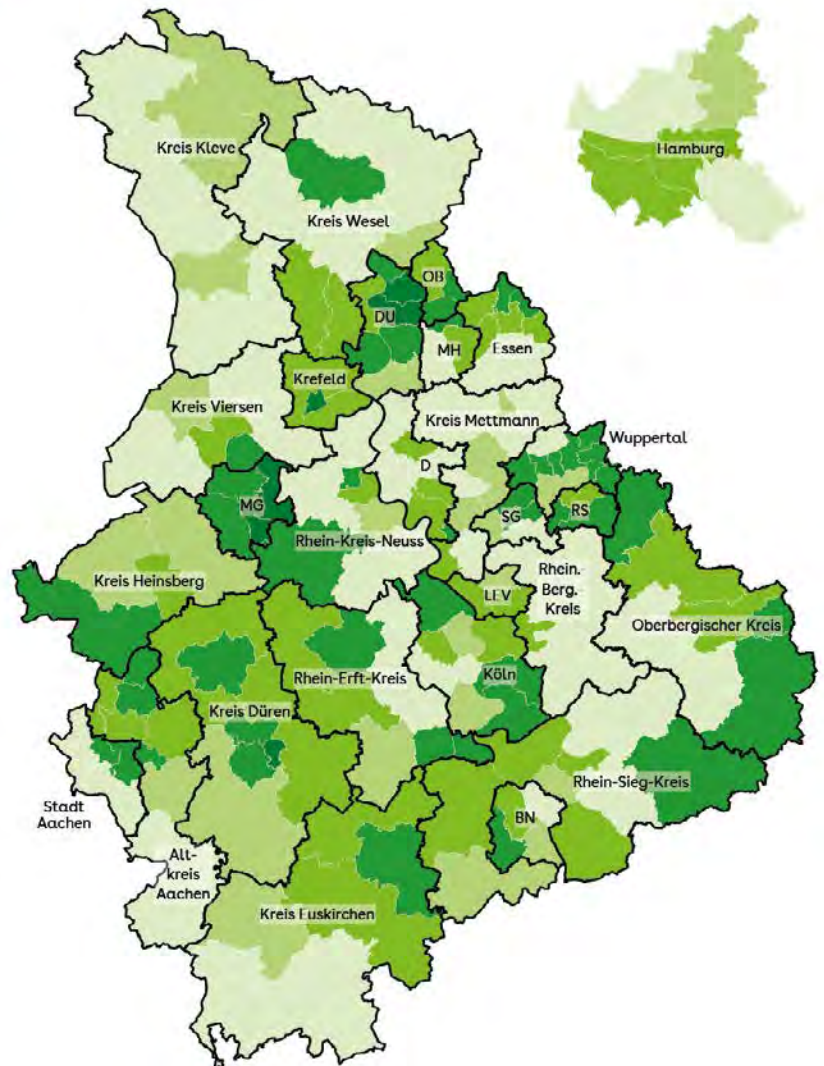 Kreis Kleve
Hamburg
Kreis Wesel
OB
DU
MH
Essen
Krefeld
Kreis Viersen
Kreis Mettmann
Wuppertal
D
MG
SG
RS
Rhein-Kreis-Neuss
Kreis Heinsberg
LEV
Rhein.
Berg.
Kreis
Oberbergischer Kreis
Rhein-Erft-Kreis
Köln
Kreis Düren
Rhein-Sieg-Kreis
Stadt
Aachen
BN
Alt-
kreis
Aachen
Kreis Euskirchen